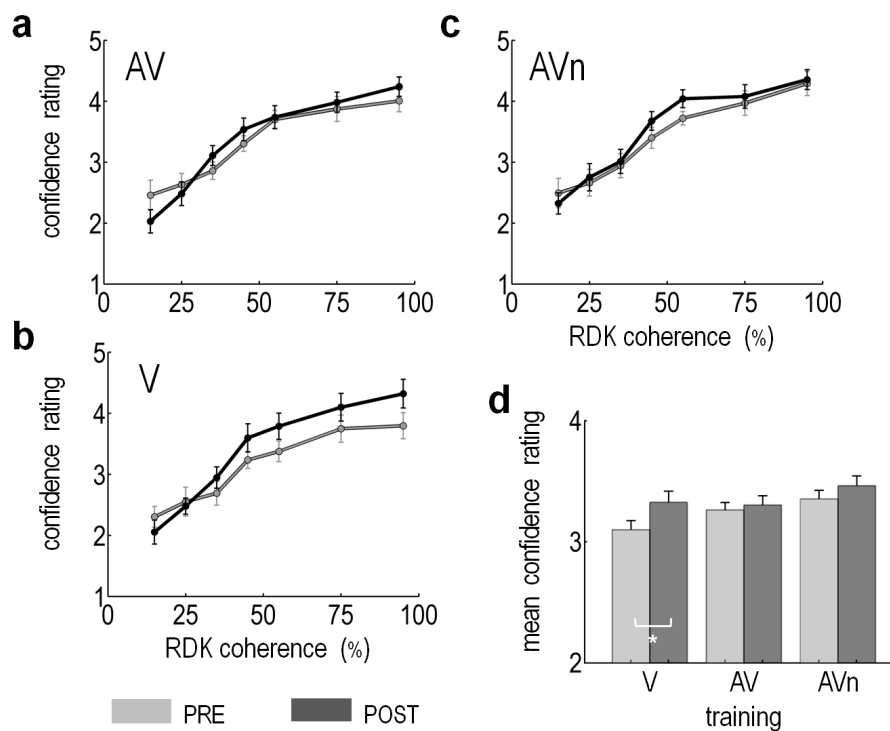 a
AV
confidence rating
5
4
3
2
1
0 25 50 75 100
c
AVn
5
4
3
2
1
0 25 50 75 100
RDK coherence (%)
b
V
confidence rating
5
4
3
2
1
0 25 50 75 100
RDK coherence (%)
d
mean confidence rating
4
3
2
*
V AV AVn
training
PRE POST